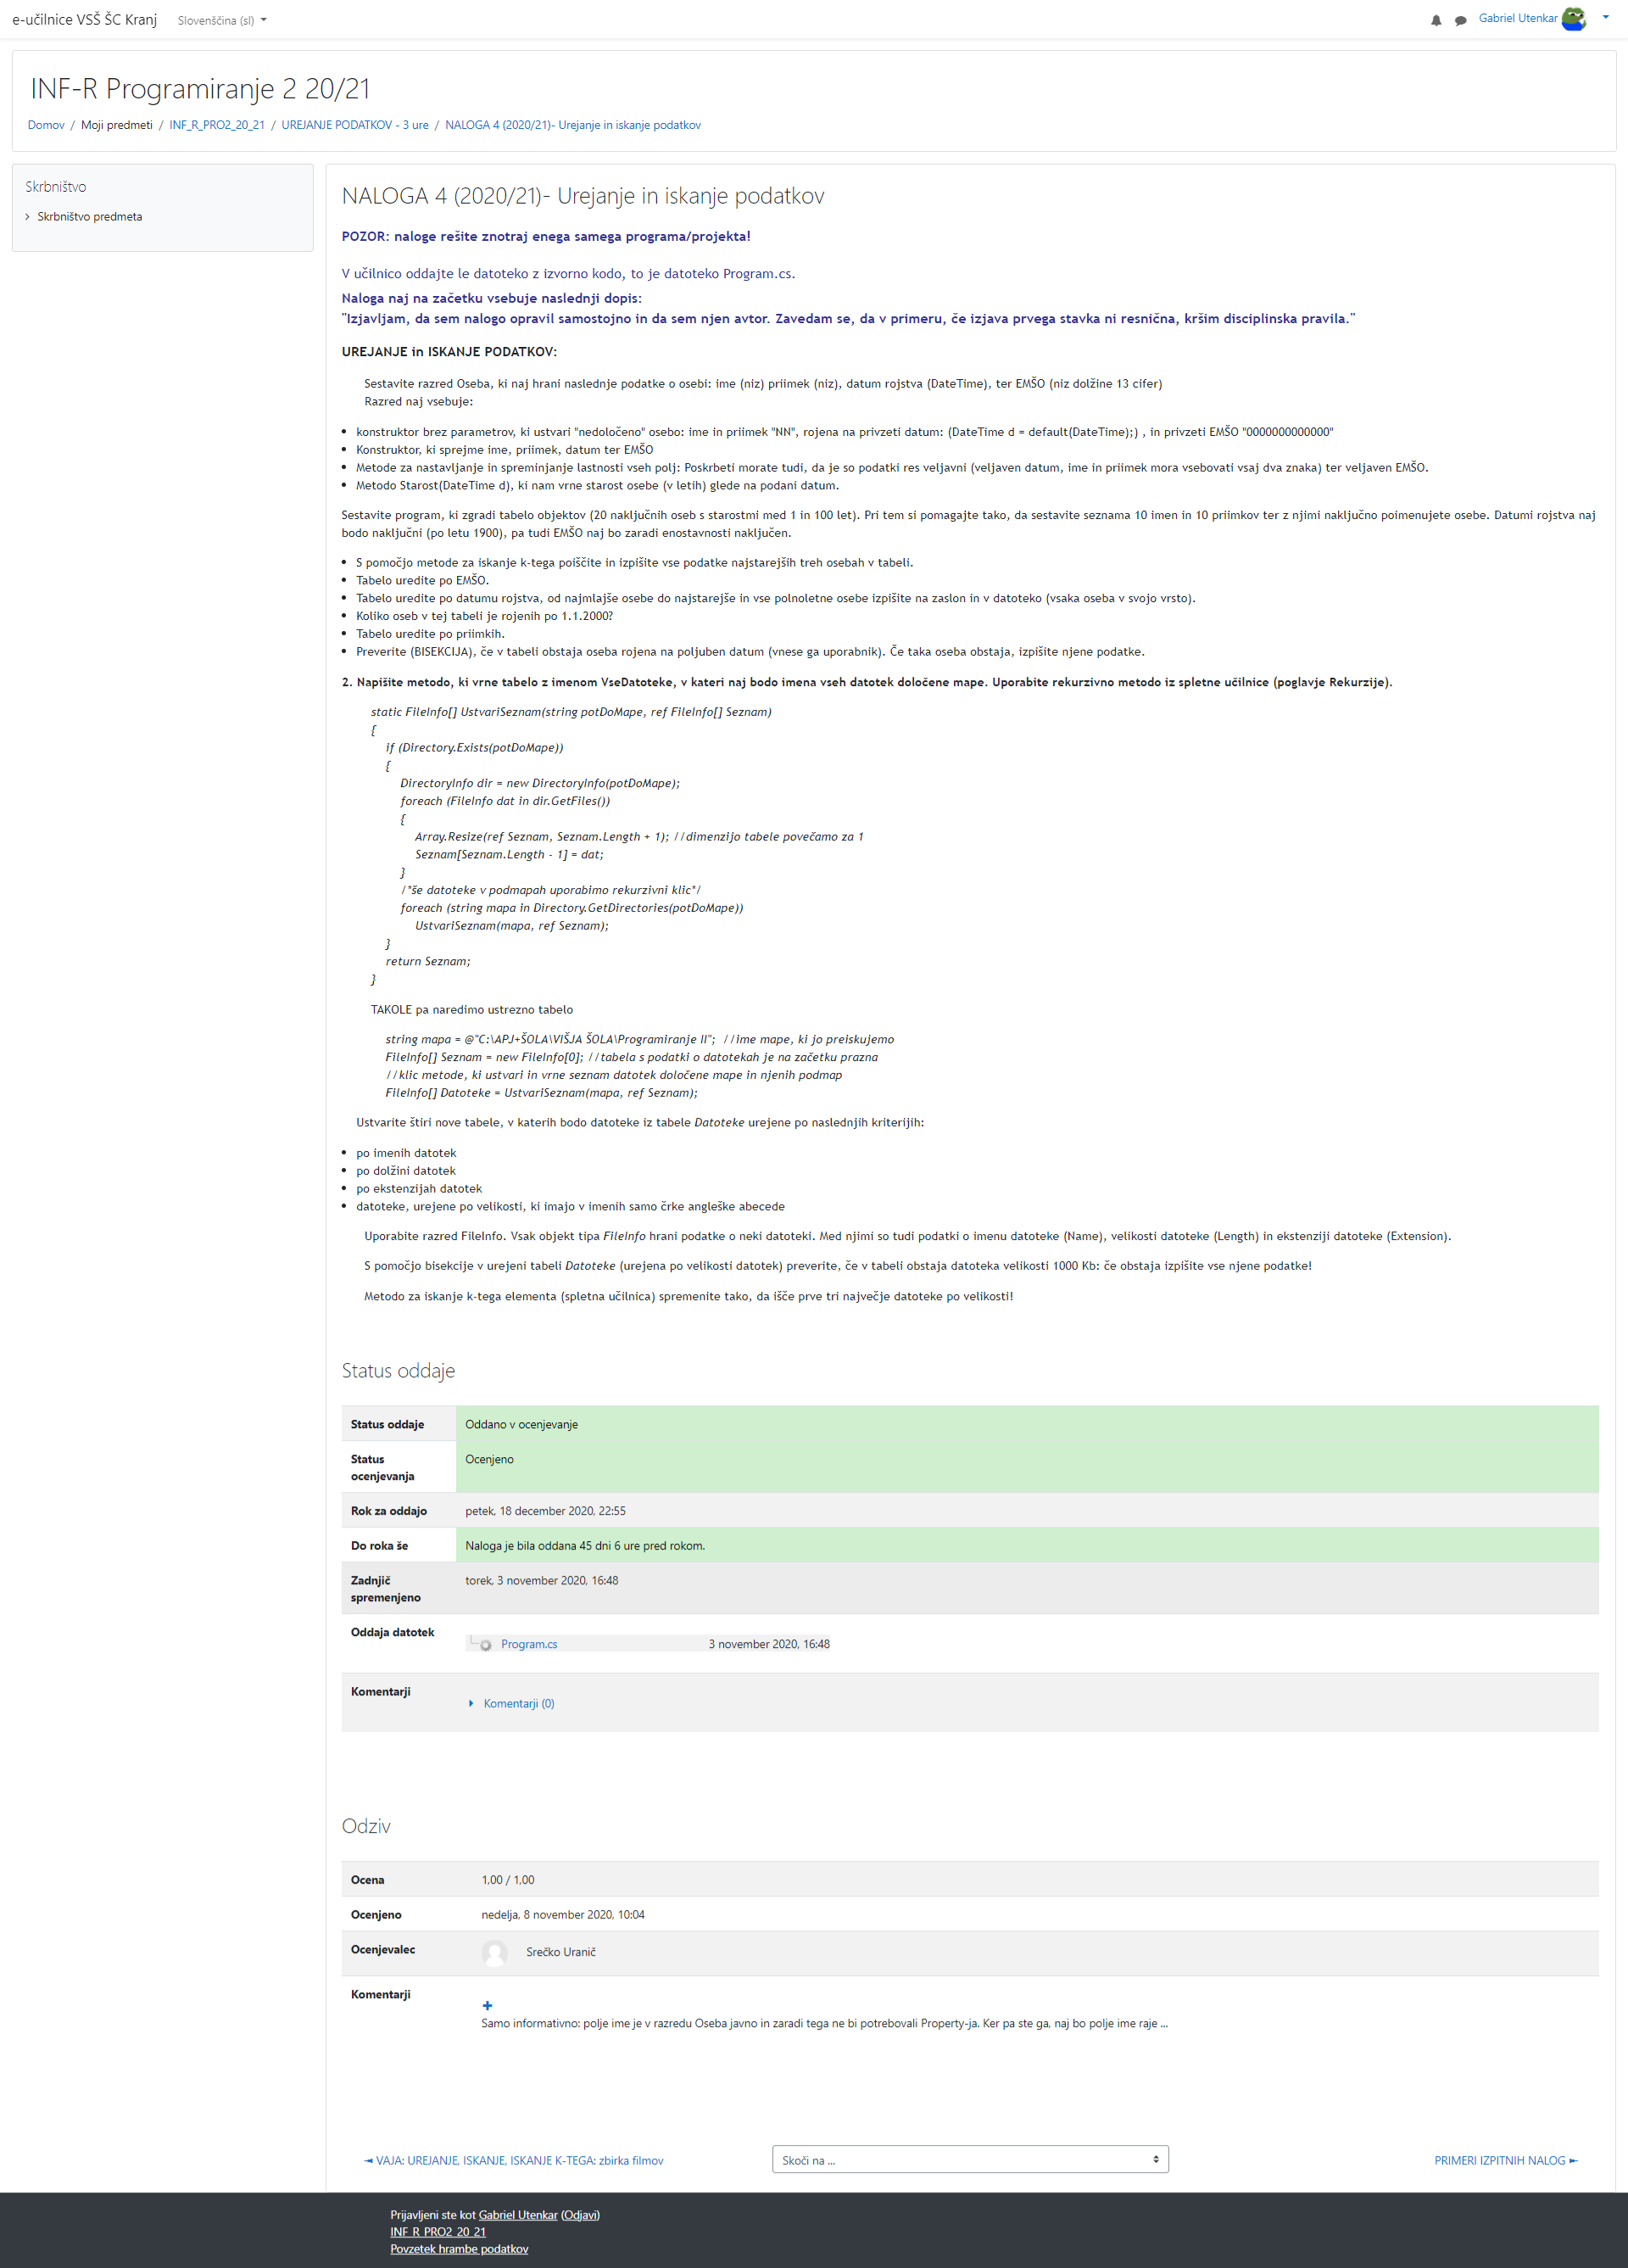 e-učilnice VSŠ ŠC Kranj
Slovenščina (sl)
Gabriel Utenkar
INF-R Programiranje 2 20/21
Domov / Moji predmeti / INF_R_PRO2_20_21 / UREJANJE PODATKOV - 3 ure / NALOGA 4 (2020/21)- Urejanje in iskanje podatkov
Skrbništvo
Skrbništvo predmeta
NALOGA 4 (2020/21)- Urejanje in iskanje podatkov
POZOR: naloge rešite znotraj enega samega programa/projekta!
V učilnico oddajte le datoteko z izvorno kodo, to je datoteko Program.cs.
Naloga naj na začetku vsebuje naslednji dopis:
"Izjavljam, da sem nalogo opravil samostojno in da sem njen avtor. Zavedam se, da v primeru, če izjava prvega stavka ni resnična, kršim disciplinska pravila."
UREJANJE in ISKANJE PODATKOV:
Sestavite razred Oseba, ki naj hrani naslednje podatke o osebi: ime (niz) priimek (niz), datum rojstva (DateTime), ter EMŠO (niz dolžine 13 cifer)
Razred naj vsebuje:
• konstruktor brez parametrov, ki ustvari "nedoločeno" osebo: ime in priimek "NN", rojena na privzeti datum: (DateTime d = default(DateTime);) , in privzeti EMŠO "0000000000000"
• Konstruktor, ki sprejme ime, priimek, datum ter EMŠO
• Metode za nastavljanje in spreminjanje lastnosti vseh polj: Poskrbeti morate tudi, da je so podatki res veljavni (veljaven datum, ime in priimek mora vsebovati vsaj dva znaka) ter veljaven EMŠO.
• Metodo Starost(DateTime d), ki nam vrne starost osebe (v letih) glede na podani datum.
Sestavite program, ki zgradi tabelo objektov (20 naključnih oseb s starostmi med 1 in 100 let). Pri tem si pomagajte tako, da sestavite seznama 10 imen in 10 priimkov ter z njimi naključno poimenujete osebe. Datumi rojstva naj
bodo naključni (po letu 1900), pa tudi EMŠO naj bo zaradi enostavnosti naključen.
• S pomočjo metode za iskanje k-tega poiščite in izpišite vse podatke najstarejših treh osebah v tabeli.
• Tabelo uredite po EMŠO.
• Tabelo uredite po datumu rojstva, od najmlajše osebe do najstarejše in vse polnoletne osebe izpišite na zaslon in v datoteko (vsaka oseba v svojo vrsto).
• Koliko oseb v tej tabeli je rojenih po 1.1.2000?
• Tabelo uredite po priimkih.
• Preverite (BISEKCIJA), če v tabeli obstaja oseba rojena na poljuben datum (vnese ga uporabnik). Če taka oseba obstaja, izpišite njene podatke.
2. Napišite metodo, ki vrne tabelo z imenom VseDatoteke, v kateri naj bodo imena vseh datotek določene mape. Uporabite rekurzivno metodo iz spletne učilnice (poglavje Rekurzije).
static FileInfo[] UstvariSeznam(string potDoMape, ref FileInfo[] Seznam)
{
if (Directory.Exists(potDoMape))
{
DirectoryInfo dir = new DirectoryInfo(potDoMape);
foreach (FileInfo dat in dir.GetFiles())
{
Array.Resize(ref Seznam, Seznam.Length + 1); //dimenzijo tabele povečamo za 1
Seznam[Seznam.Length - 1] = dat;
}
/*še datoteke v podmapah uporabimo rekurzivni klic*/
foreach (string mapa in Directory.GetDirectories(potDoMape))
UstvariSeznam(mapa, ref Seznam);
}
return Seznam;
}
TAKOLE pa naredimo ustrezno tabelo
string mapa = @"C:\APJ+ŠOLA\VIŠJA ŠOLA\Programiranje II"; //ime mape, ki jo preiskujemo
FileInfo[] Seznam = new FileInfo[0]; //tabela s podatki o datotekah je na začetku prazna
//klic metode, ki ustvari in vrne seznam datotek določene mape in njenih podmap
FileInfo[] Datoteke = UstvariSeznam(mapa, ref Seznam);
Ustvarite štiri nove tabele, v katerih bodo datoteke iz tabele Datoteke urejene po naslednjih kriterijih:
• po imenih datotek
• po dolžini datotek
• po ekstenzijah datotek
• datoteke, urejene po velikosti, ki imajo v imenih samo črke angleške abecede
Uporabite razred FileInfo. Vsak objekt tipa FileInfo hrani podatke o neki datoteki. Med njimi so tudi podatki o imenu datoteke (Name), velikosti datoteke (Length) in ekstenziji datoteke (Extension).
S pomočjo bisekcije v urejeni tabeli Datoteke (urejena po velikosti datotek) preverite, če v tabeli obstaja datoteka velikosti 1000 Kb: če obstaja izpišite vse njene podatke!
Metodo za iskanje k-tega elementa (spletna učilnica) spremenite tako, da išče prve tri največje datoteke po velikosti!
Status oddaje
Status oddaje Oddano v ocenjevanje
Status ocenjevanja Ocenjeno
Rok za oddajo petek, 18 december 2020, 22:55
Do roka še Naloga je bila oddana 45 dni 6 ure pred rokom.
Zadnjič spremenjeno torek, 3 november 2020, 16:48
Oddaja datotek Program.cs 3 november 2020, 16:48
Komentarji Komentarji (0)
Odziv
Ocena 1,00 / 1,00
Ocenjeno nedelja, 8 november 2020, 10:04
Ocenjevalec Srečko Uranič
Komentarji
Samo informativno: polje ime je v razredu Oseba javno in zaradi tega ne bi potrebovali Property-ja. Ker pa ste ga, naj bo polje ime raje ...
◄ VAJA: UREJANJE, ISKANJE, ISKANJE K-TEGA: zbirka filmov
Skoči na ...
PRIMERI IZPITNIH NALOG ►
Prijavljeni ste kot Gabriel Utenkar (Odjavi)
INF_R_PRO2_20_21
Povzetek hrambe podatkov